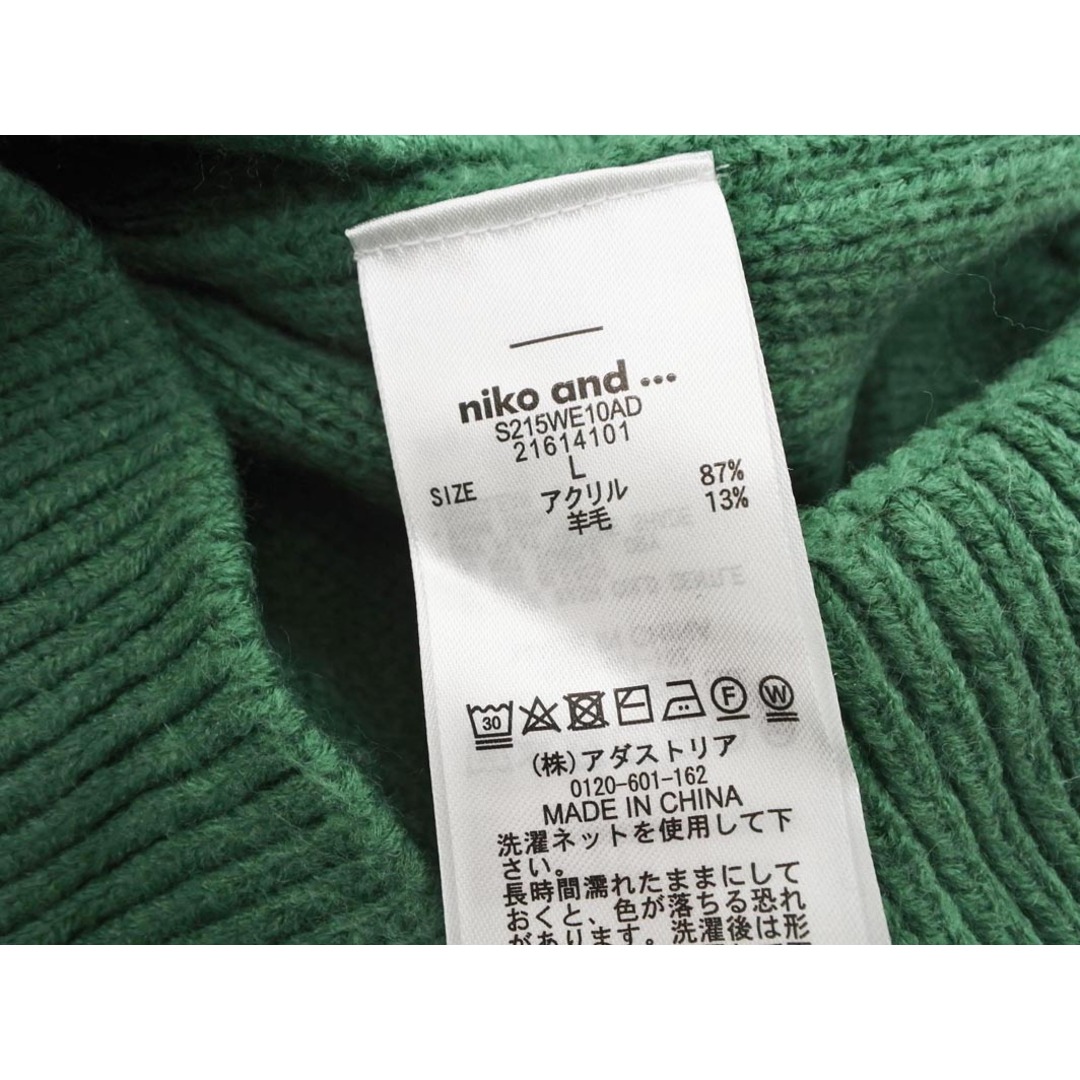 niko and ...
S215WE10AD
21614101
SIZE L
アクリル 87%
羊毛 13%
30 F W
(株)アダストリア
0120-601-162
MADE IN CHINA
洗濯ネットを使用して下
さい。
長時間濡れたままにして
おくと、色が落ちる恐れ
があります。洗濯後は形